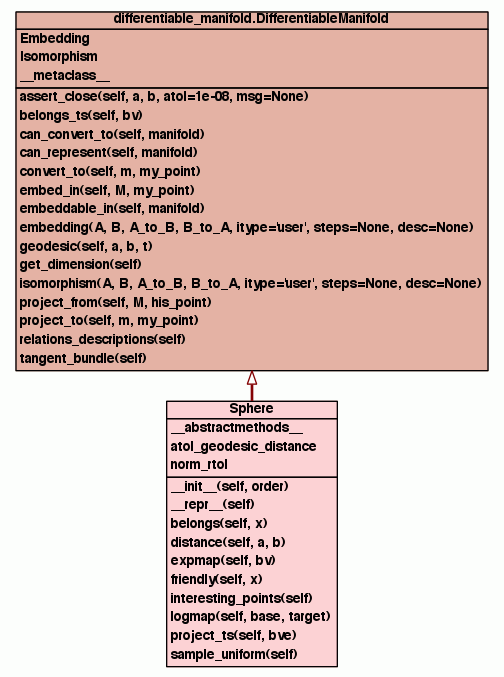 differentiable_manifold.DifferentiableManifold
Embedding
Isomorphism
__metaclass__
assert_close(self, a, b, atol=1e-08, msg=None)
belongs_ts(self, bv)
can_convert_to(self, manifold)
can_represent(self, manifold)
convert_to(self, m, my_point)
embed_in(self, M, my_point)
embeddable_in(self, manifold)
embedding(A, B, A_to_B, B_to_A, itype='user', steps=None, desc=None)
geodesic(self, a, b, t)
get_dimension(self)
isomorphism(A, B, A_to_B, B_to_A, itype='user', steps=None, desc=None)
project_from(self, M, his_point)
project_to(self, m, my_point)
relations_descriptions(self)
tangent_bundle(self)
Sphere
__abstractmethods__
atol_geodesic_distance
norm_rtol
__init__(self, order)
__repr__(self)
belongs(self, x)
distance(self, a, b)
expmap(self, bv)
friendly(self, x)
interesting_points(self)
logmap(self, base, target)
project_ts(self, bve)
sample_uniform(self)